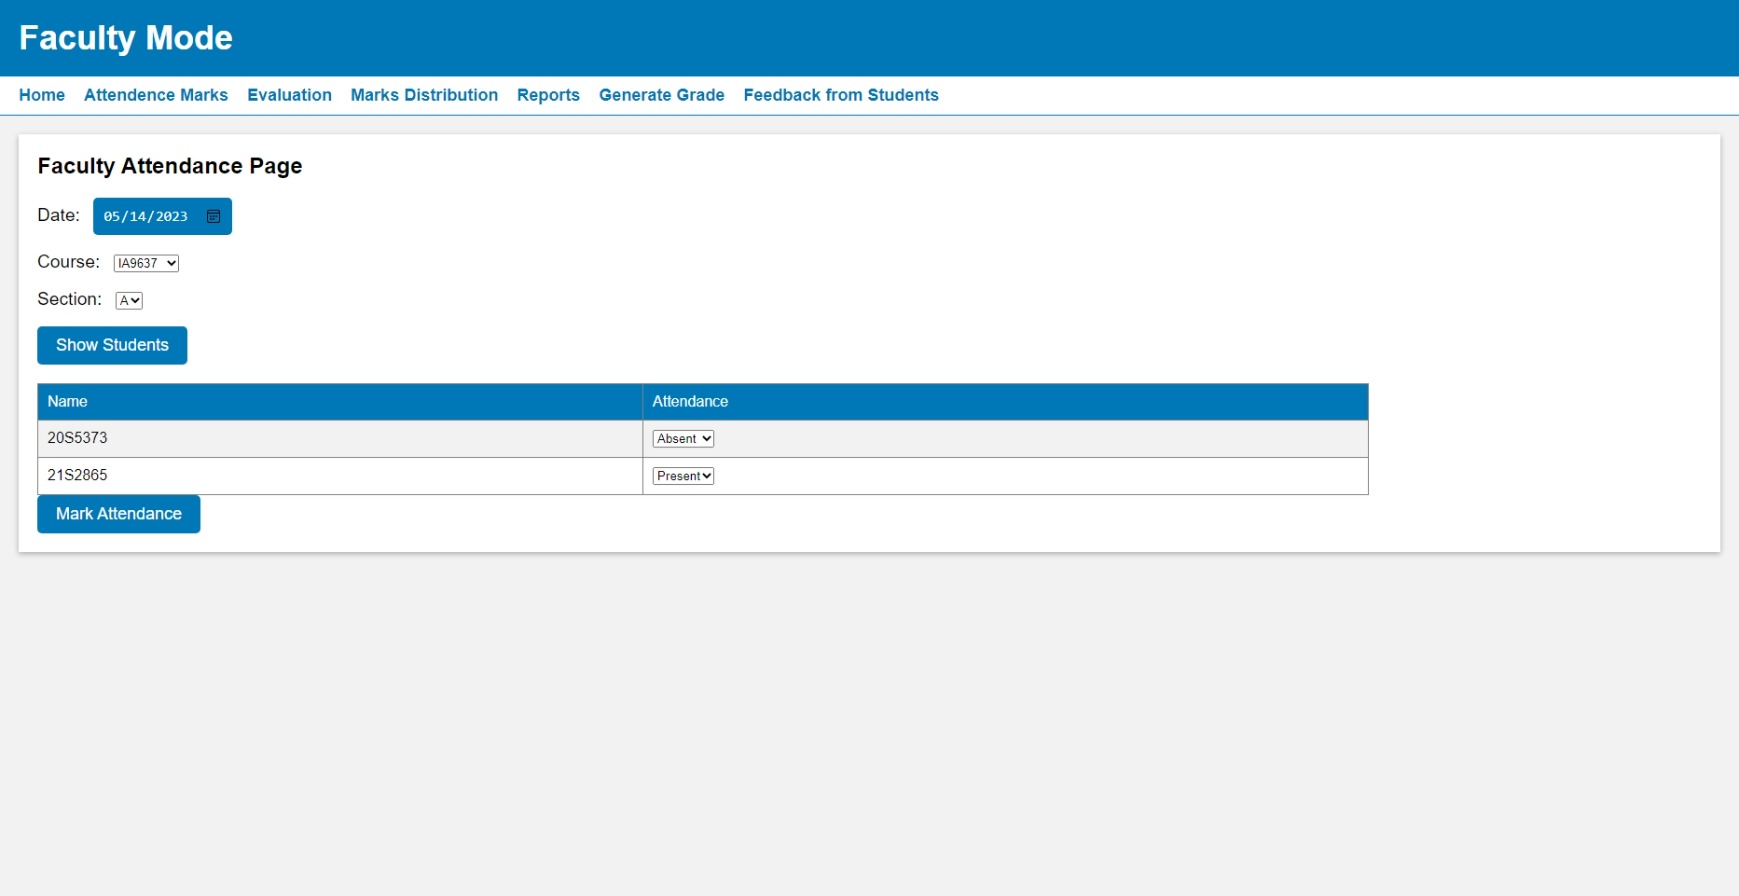 Faculty Mode
Home Attendence Marks Evaluation Marks Distribution Reports Generate Grade Feedback from Students
Faculty Attendance Page
Date: 05/14/2023
Course: IA9637
Section: A
Show Students
Name Attendance
20S5373 Absent
21S2865 Present
Mark Attendance